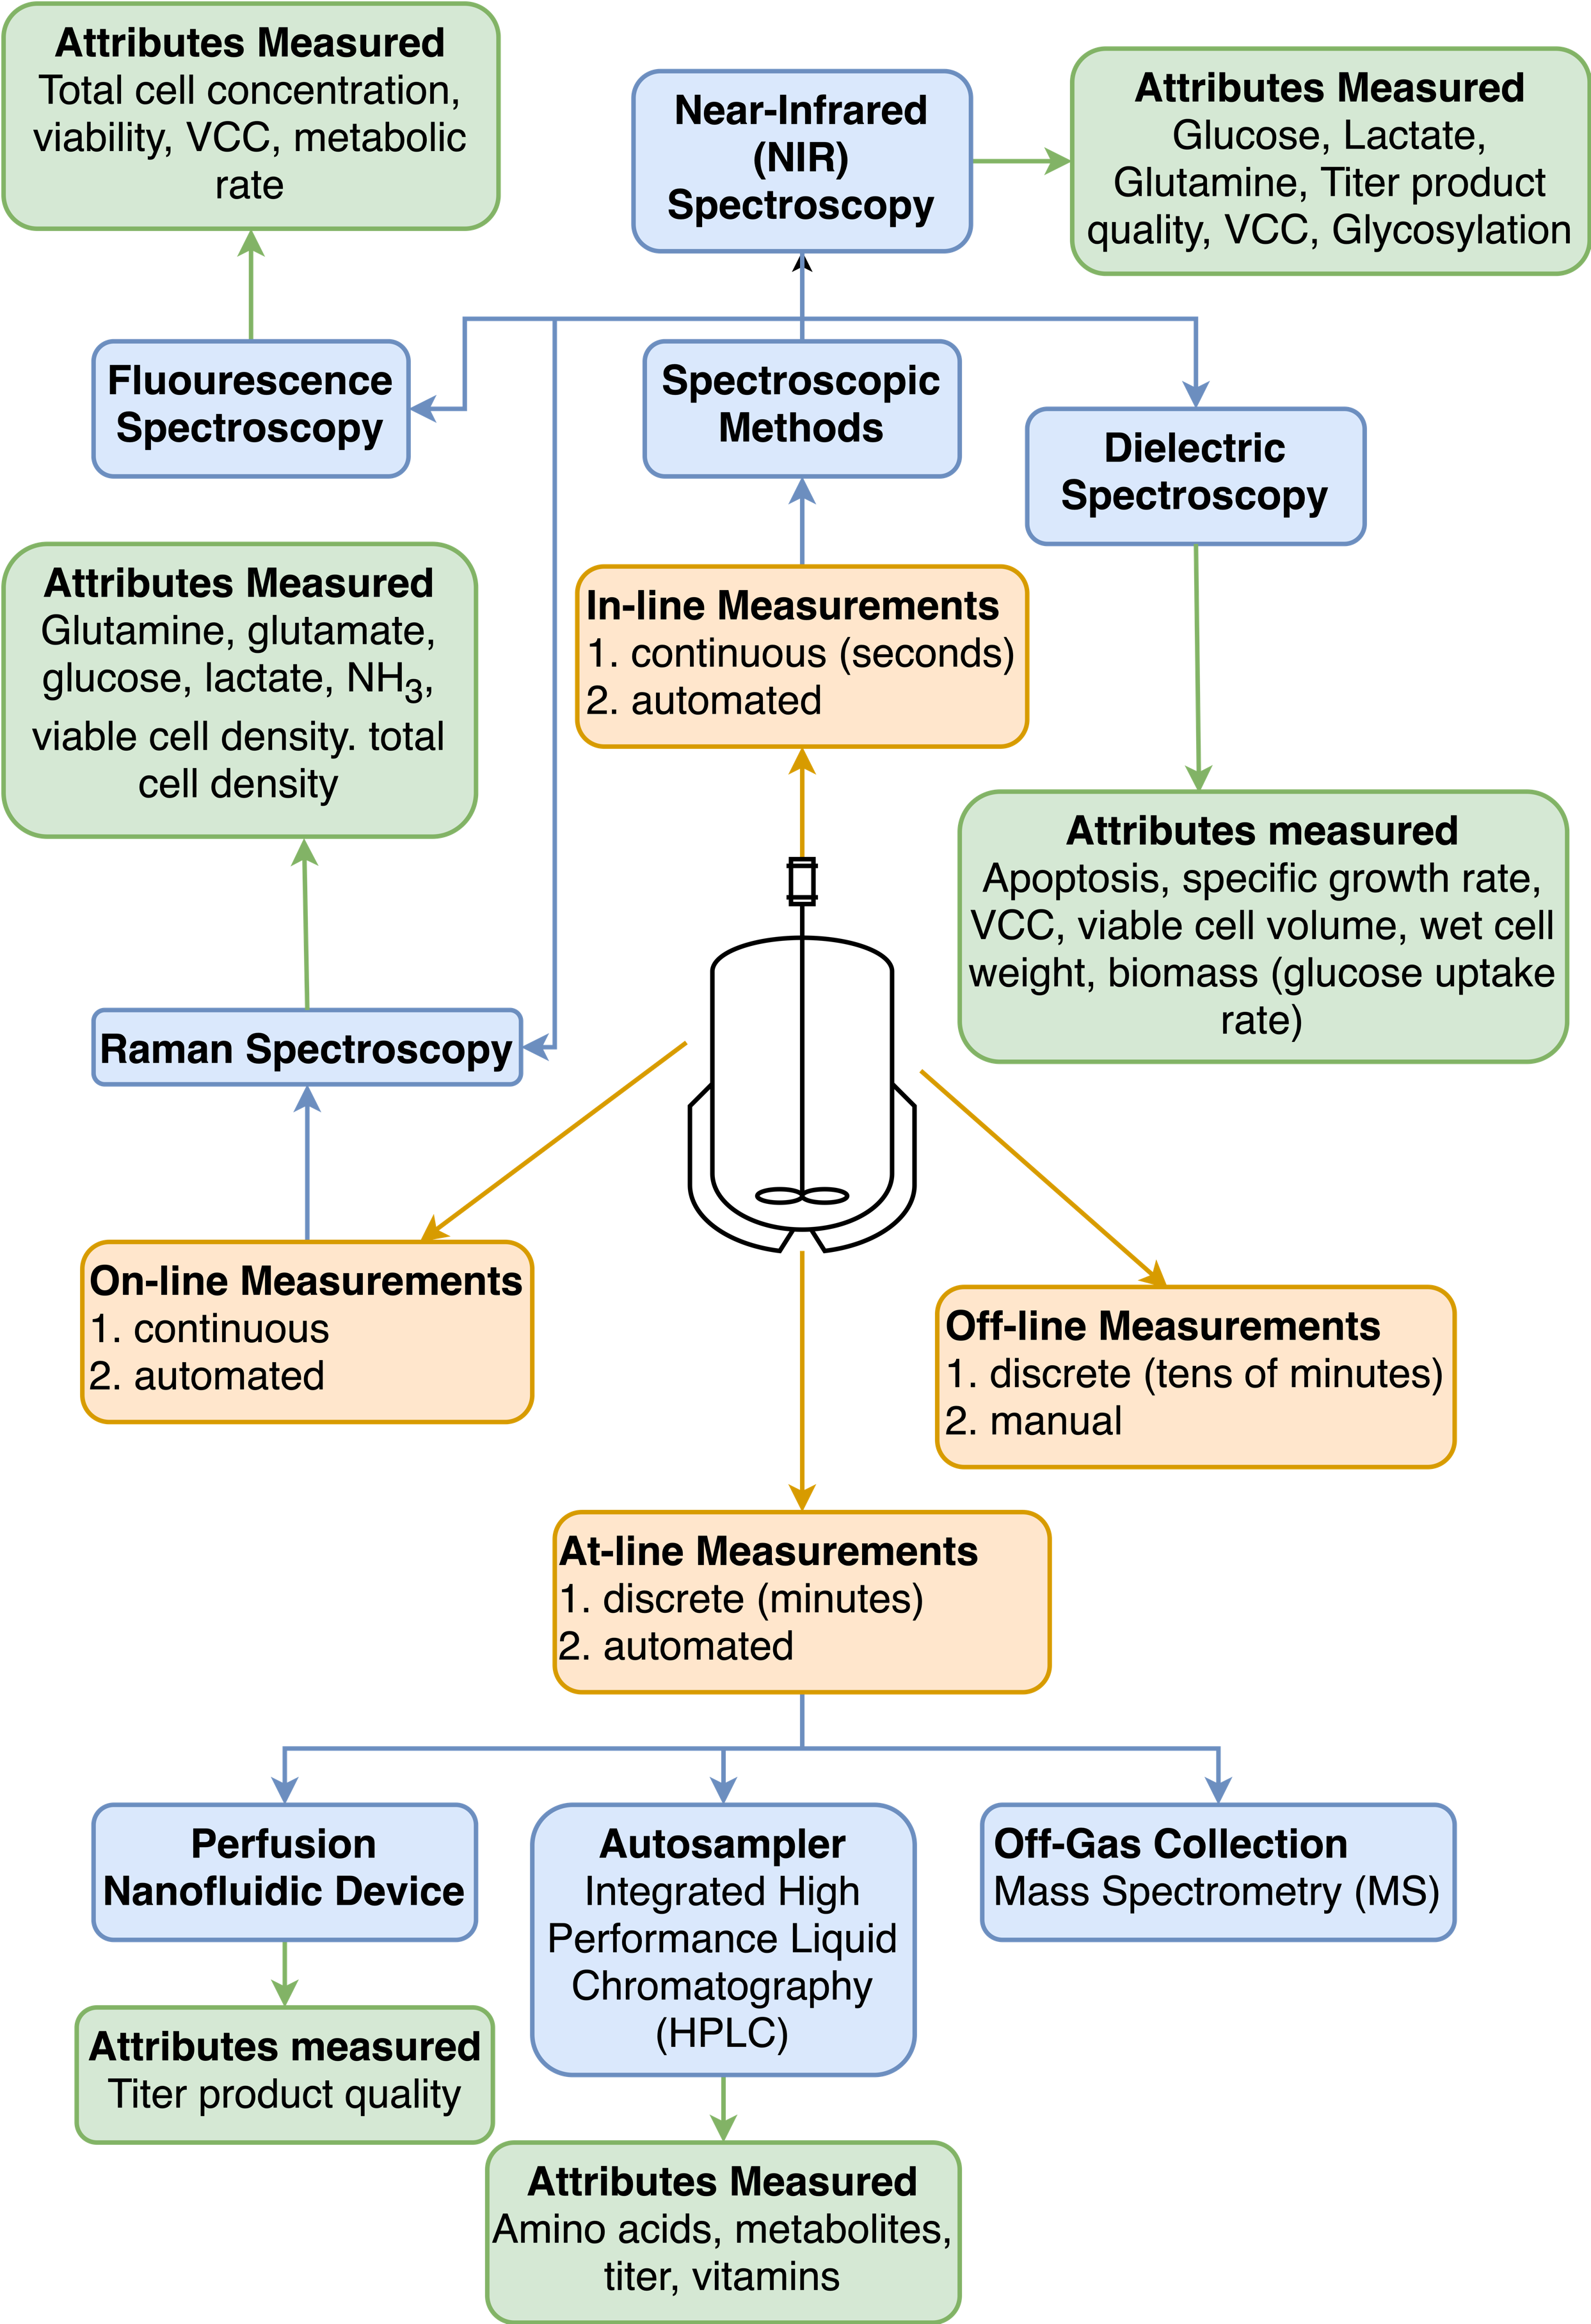 Attributes Measured
Total cell concentration,
viability, VCC, metabolic
rate
Near-Infrared
(NIR)
Spectroscopy
Attributes Measured
Glucose, Lactate,
Glutamine, Titer product
quality, VCC, Glycosylation
Fluourescence
Spectroscopy
Spectroscopic
Methods
Dielectric
Spectroscopy
Attributes Measured
Glutamine, glutamate,
glucose, lactate, NH₃,
viable cell density. total
cell density
In-line Measurements
1. continuous (seconds)
2. automated
Attributes measured
Apoptosis, specific growth rate,
VCC, viable cell volume, wet cell
weight, biomass (glucose uptake
rate)
Raman Spectroscopy
On-line Measurements
1. continuous
2. automated
Off-line Measurements
1. discrete (tens of minutes)
2. manual
At-line Measurements
1. discrete (minutes)
2. automated
Perfusion
Nanofluidic Device
Autosampler
Integrated High
Performance Liquid
Chromatography
(HPLC)
Off-Gas Collection
Mass Spectrometry (MS)
Attributes measured
Titer product quality
Attributes Measured
Amino acids, metabolites,
titer, vitamins